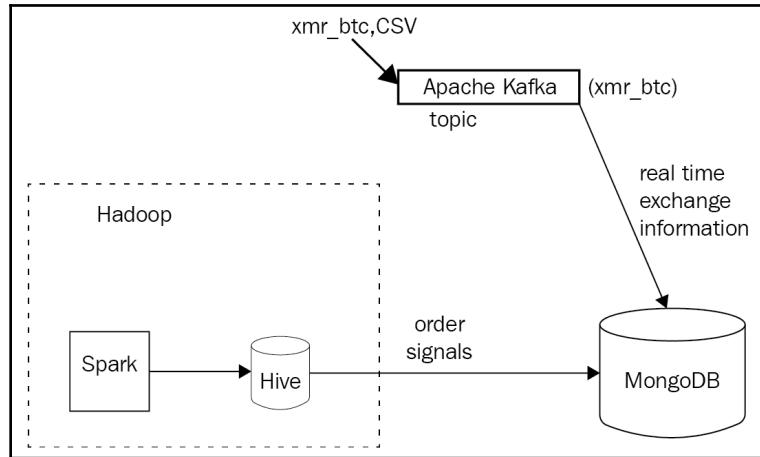 xmr_btc,CSV
Apache Kafka
(xmr_btc)
topic
real time
exchange
information
Hadoop
order
signals
Spark
Hive
MongoDB